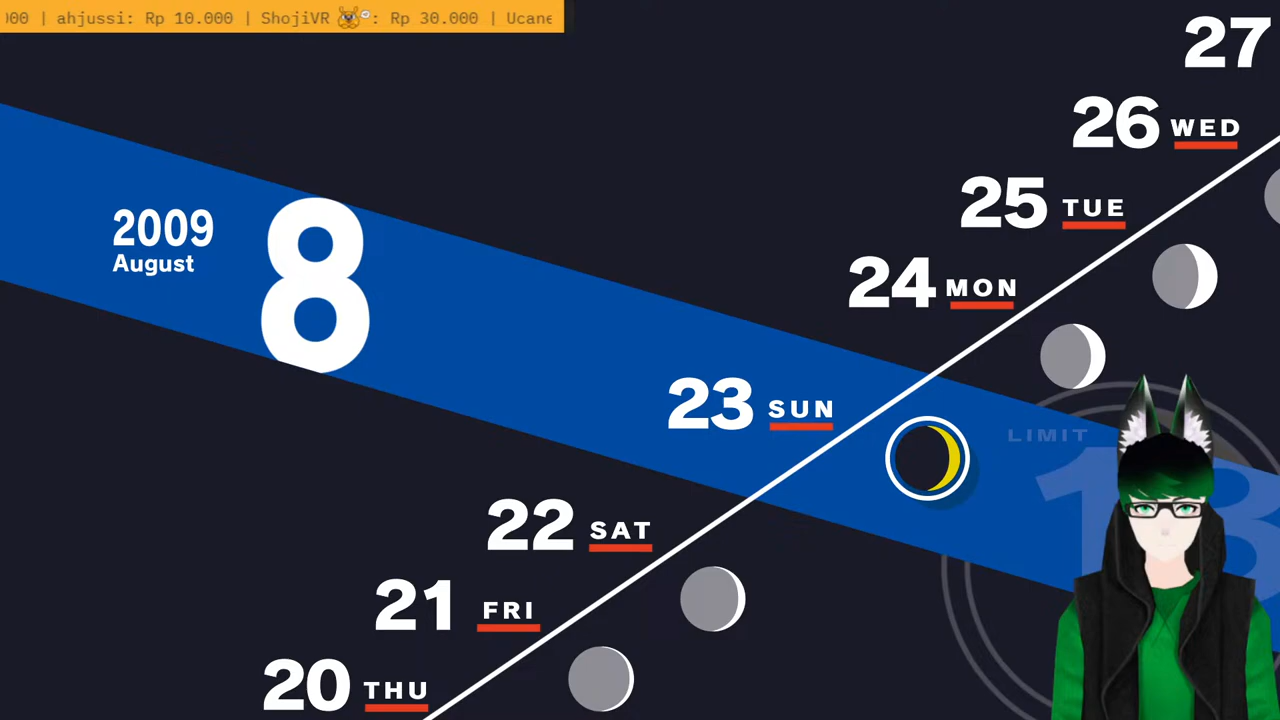 00 | ahjussi: Rp 10.000 | ShojiVR : Rp 30.000 | Ucane
27
26 WED
25 TUE
24 MON
2009
August
8
23 SUN
LIMIT
13
22 SAT
21 FRI
20 THU